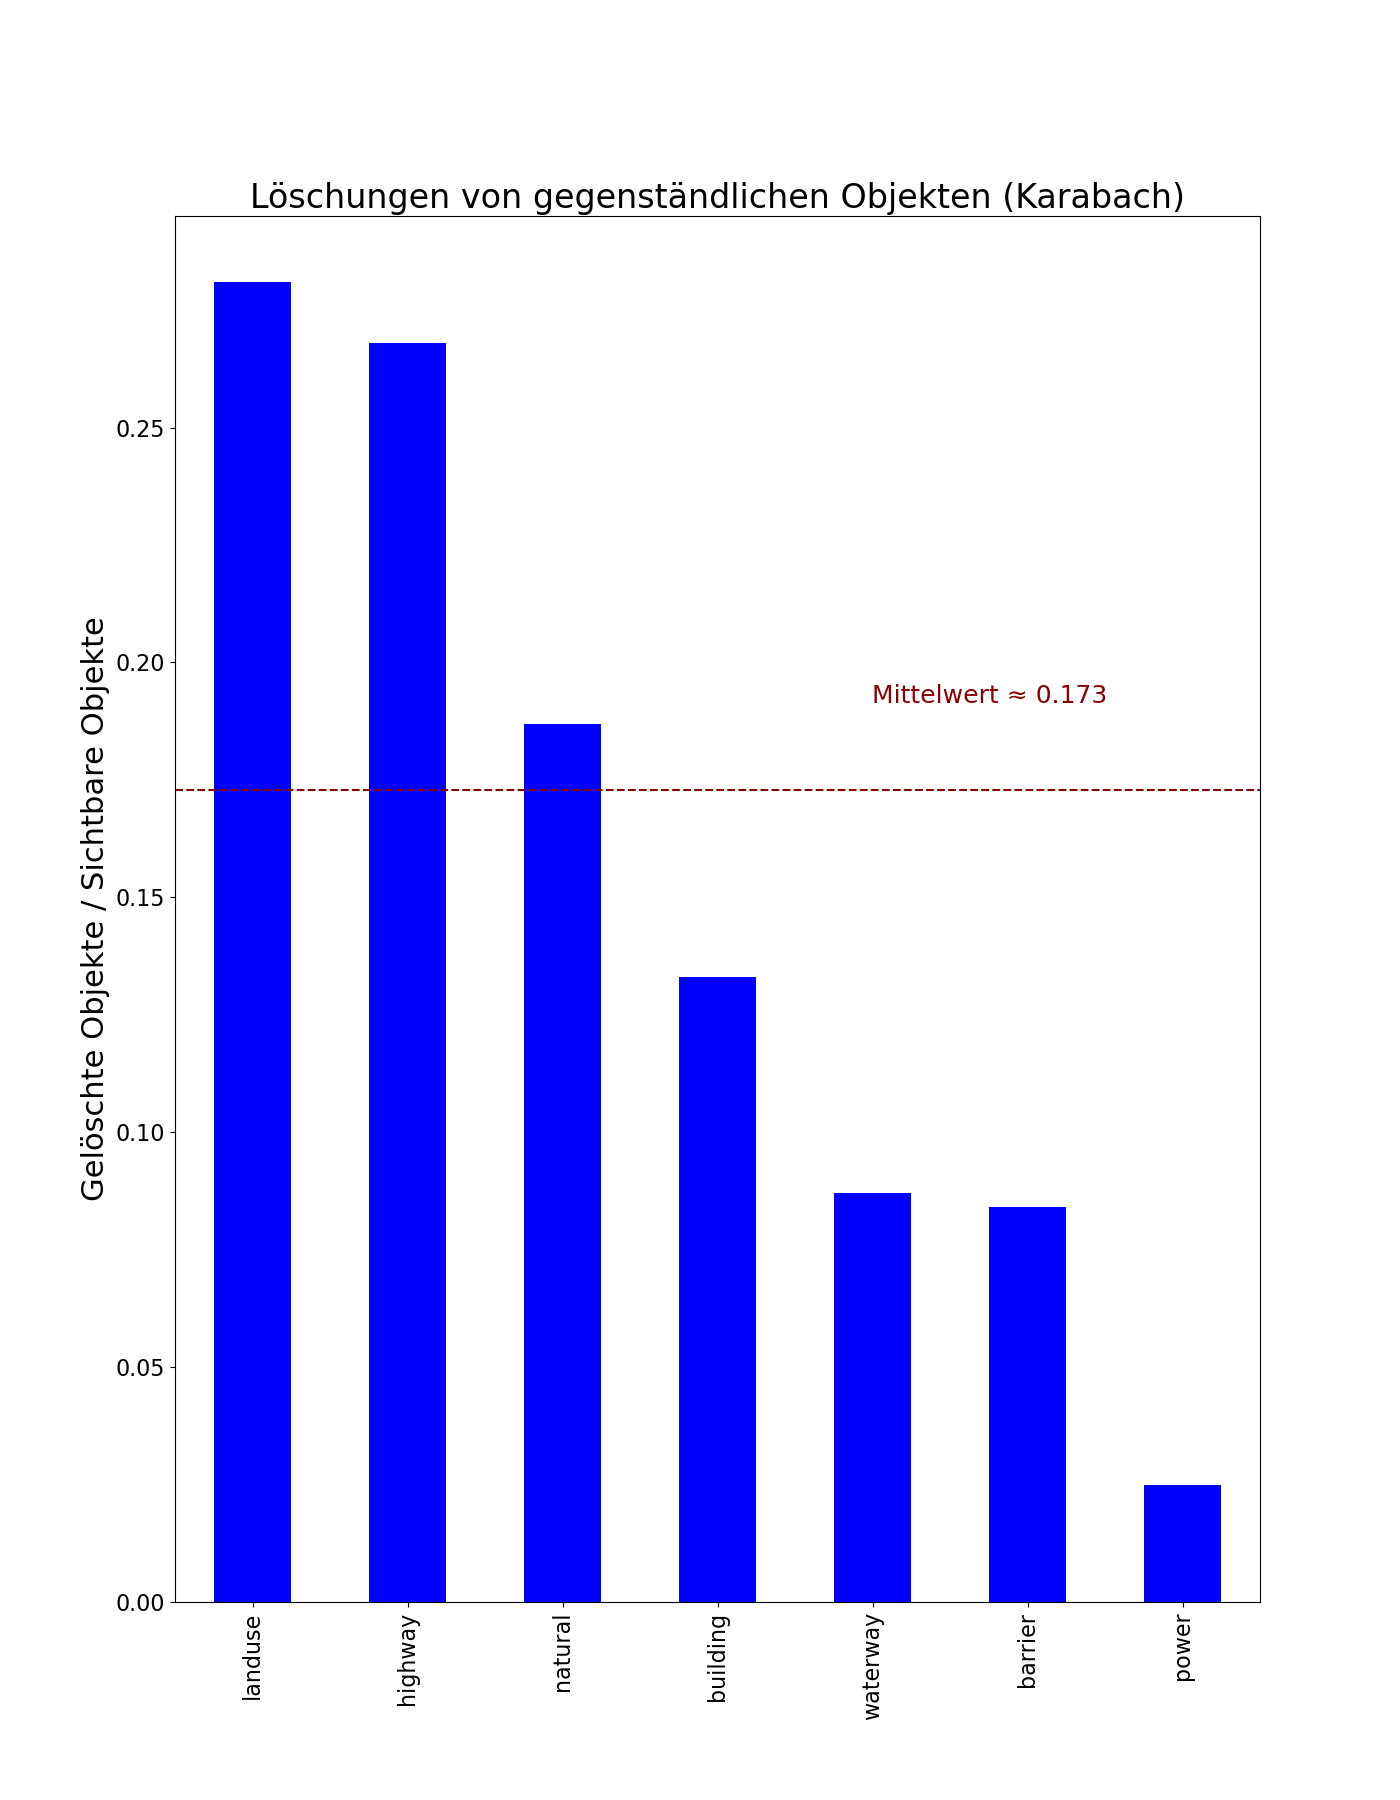 Löschungen von gegenständlichen Objekten (Karabach)
Gelöschte Objekte / Sichtbare Objekte
0.25
0.20
0.15
0.10
0.05
0.00
Mittelwert ≈ 0.173
landuse
highway
natural
building
waterway
barrier
power